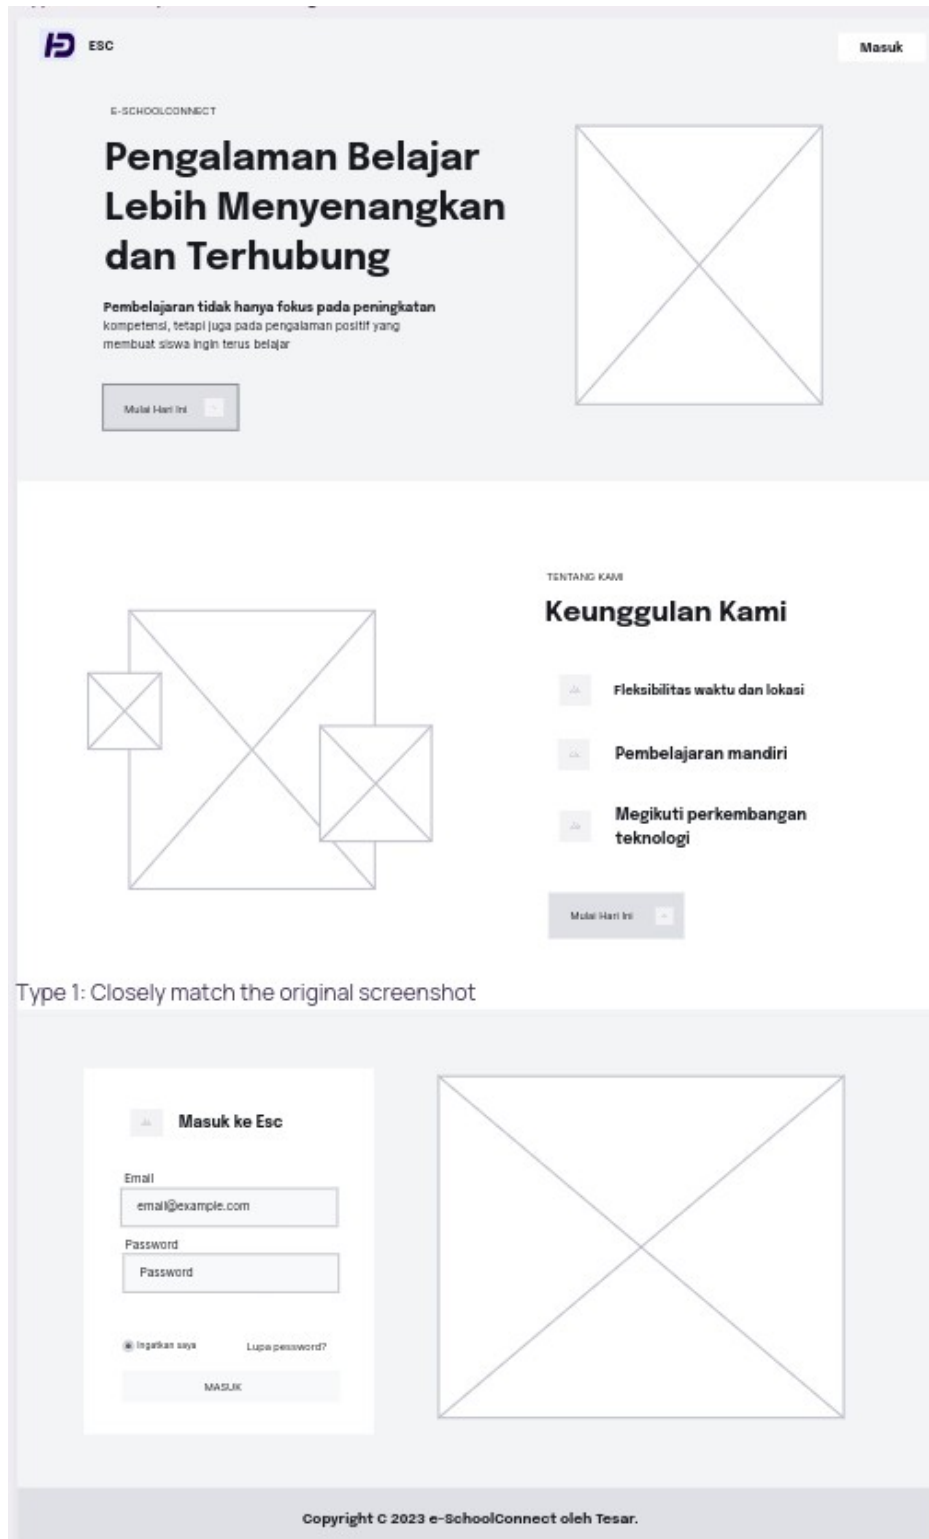 ESC
Masuk
E-SCHOOLCONNECT
Pengalaman Belajar
Lebih Menyenangkan
dan Terhubung
Pembelajaran tidak hanya fokus pada peningkatan
kompetensi, tetapi juga pada pengalaman positif yang
membuat siswa ingin terus belajar
Mulai Hari Ini
TENTANG KAMI
Keunggulan Kami
Fleksibilitas waktu dan lokasi
Pembelajaran mandiri
Megikuti perkembangan
teknologi
Mulai Hari Ini
Type 1: Closely match the original screenshot
Masuk ke Esc
Email
email@example.com
Password
Password
Ingatkan saya
Lupa password?
MASUK
Copyright C 2023 e-SchoolConnect oleh Tesar.